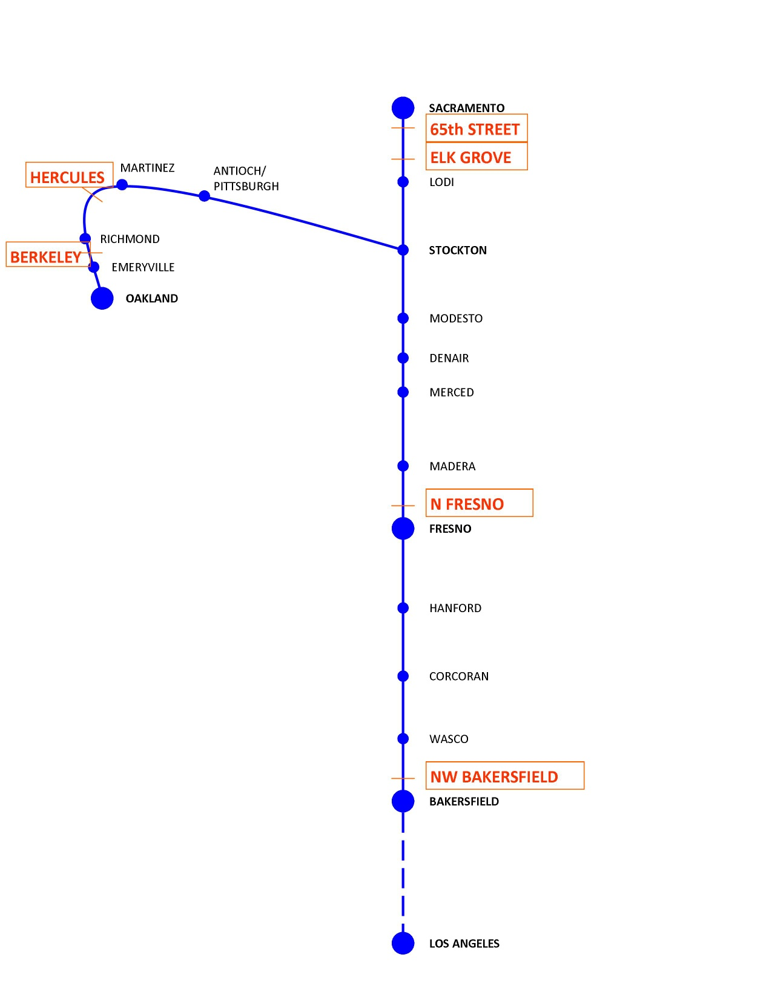 SACRAMENTO
65th STREET
ELK GROVE
LODI
MARTINEZ
HERCULES
ANTIOCH/
PITTSBURGH
RICHMOND
BERKELEY
EMERYVILLE
OAKLAND
STOCKTON
MODESTO
DENAIR
MERCED
MADERA
N FRESNO
FRESNO
HANFORD
CORCORAN
WASCO
NW BAKERSFIELD
BAKERSFIELD
LOS ANGELES